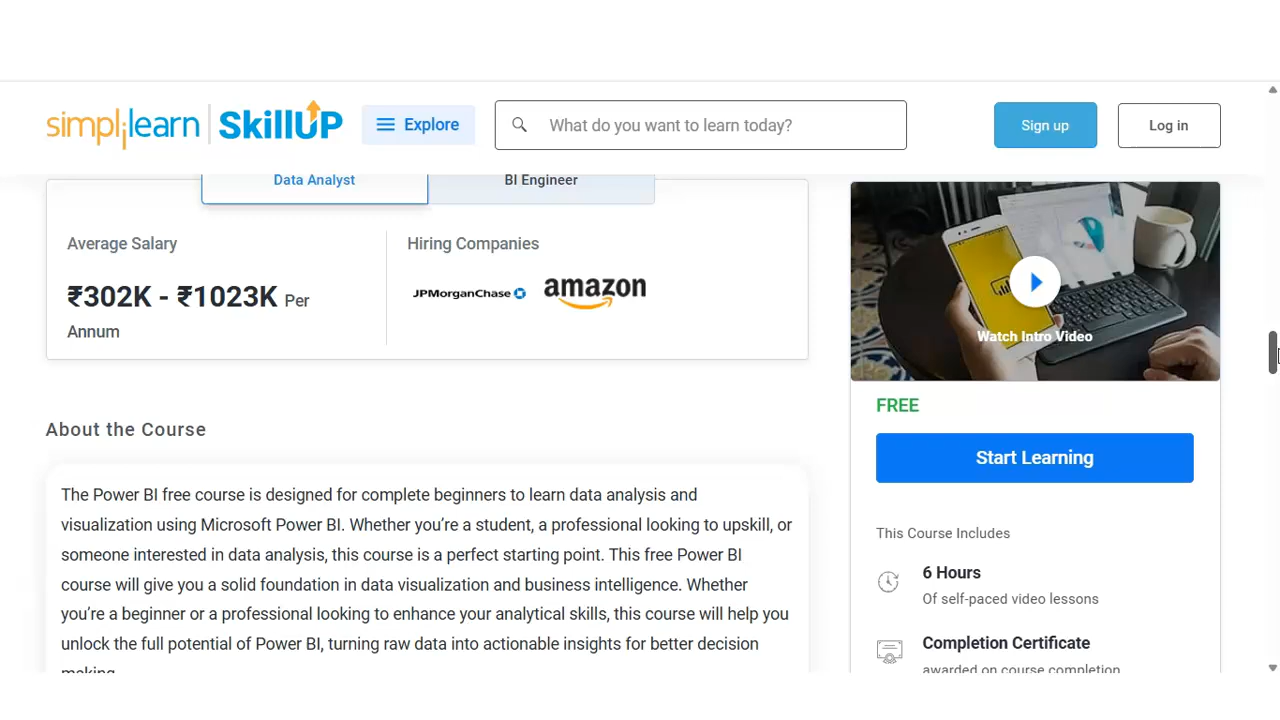 simplilearn SkillUP
Explore
What do you want to learn today?
Sign up
Log in
Data Analyst
BI Engineer
Average Salary
₹302K - ₹1023K Per
Annum
Hiring Companies
JPMorganChase
amazon
About the Course
The Power BI free course is designed for complete beginners to learn data analysis and
visualization using Microsoft Power BI. Whether you're a student, a professional looking to upskill, or
someone interested in data analysis, this course is a perfect starting point. This free Power BI
course will give you a solid foundation in data visualization and business intelligence. Whether
you're a beginner or a professional looking to enhance your analytical skills, this course will help you
unlock the full potential of Power BI, turning raw data into actionable insights for better decision
making.
Watch Intro Video
FREE
Start Learning
This Course Includes
6 Hours
Of self-paced video lessons
Completion Certificate
awarded on course completion